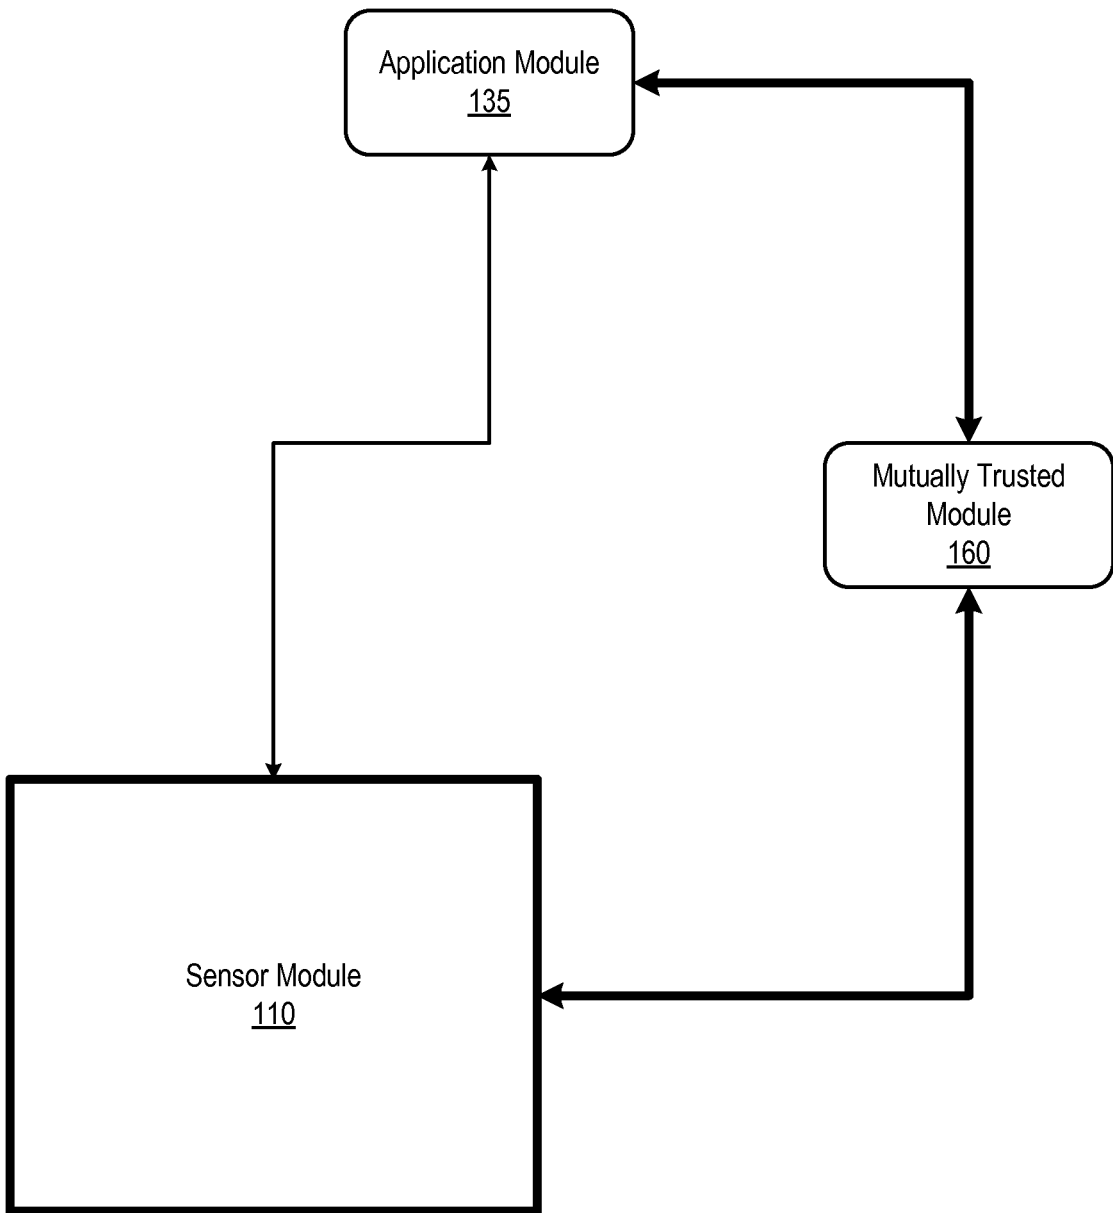 Application Module
135
Mutually Trusted
Module
160
Sensor Module
110